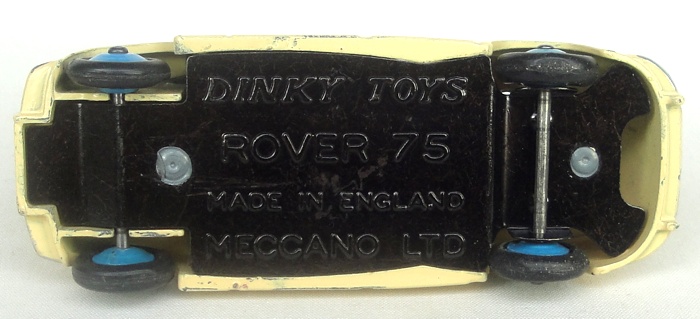 DINKY TOYS
ROVER 75
MADE IN ENGLAND
MECCANO LTD